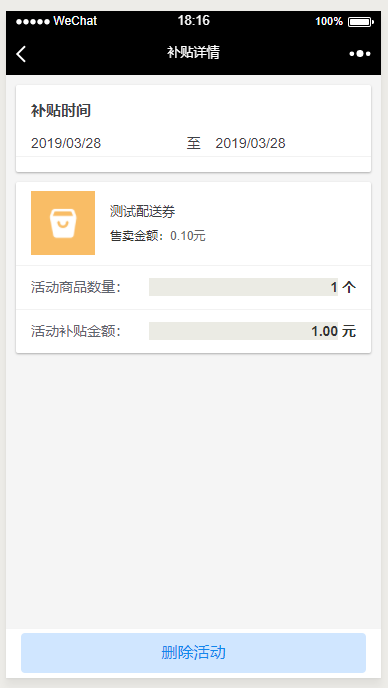 WeChat 18:16 100%
补贴详情
补贴时间
2019/03/28 至 2019/03/28
测试配送券
售卖金额：0.10元
活动商品数量： 1 个
活动补贴金额： 1.00 元
删除活动